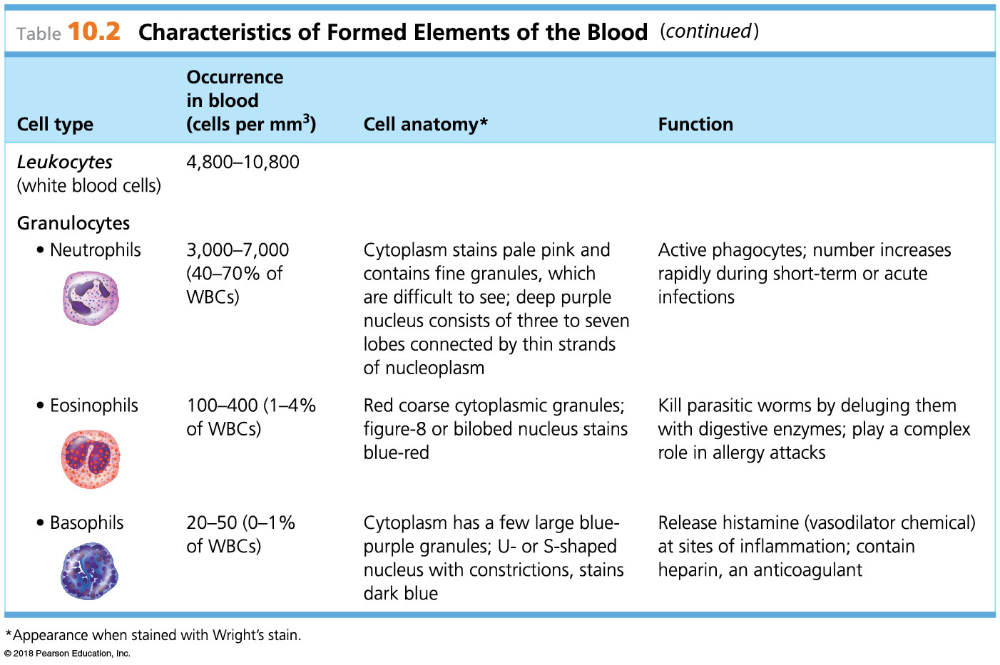 Table 10.2 Characteristics of Formed Elements of the Blood (continued)
Cell type
Occurrence
in blood
(cells per mm³)
Cell anatomy*
Function
Leukocytes
(white blood cells)
4,800–10,800
Granulocytes
• Neutrophils
3,000–7,000
(40–70% of
WBCs)
Cytoplasm stains pale pink and
contains fine granules, which
are difficult to see; deep purple
nucleus consists of three to seven
lobes connected by thin strands
of nucleoplasm
Active phagocytes; number increases
rapidly during short-term or acute
infections
• Eosinophils
100–400 (1–4%
of WBCs)
Red coarse cytoplasmic granules;
figure-8 or bilobed nucleus stains
blue-red
Kill parasitic worms by deluging them
with digestive enzymes; play a complex
role in allergy attacks
• Basophils
20–50 (0–1%
of WBCs)
Cytoplasm has a few large blue-
purple granules; U- or S-shaped
nucleus with constrictions, stains
dark blue
Release histamine (vasodilator chemical)
at sites of inflammation; contain
heparin, an anticoagulant
*Appearance when stained with Wright's stain.
© 2018 Pearson Education, Inc.